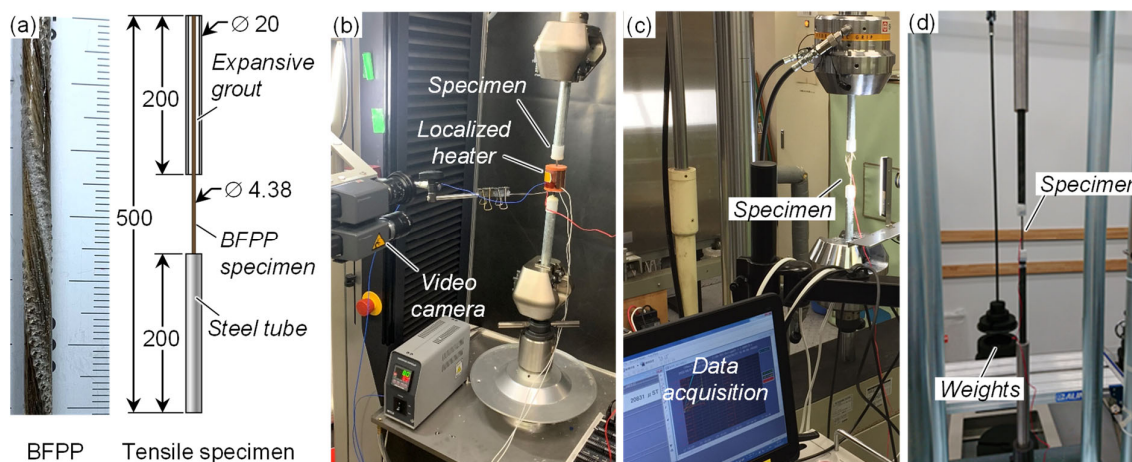 (a)
Ø 20
Expansive
grout
200
Ø 4.38
500
BFPP
specimen
200
Steel tube
BFPP
Tensile specimen
(b)
Specimen
Localized
heater
Video
camera
(c)
GRIP
Specimen
Data
acquisition
(d)
Specimen
Weights